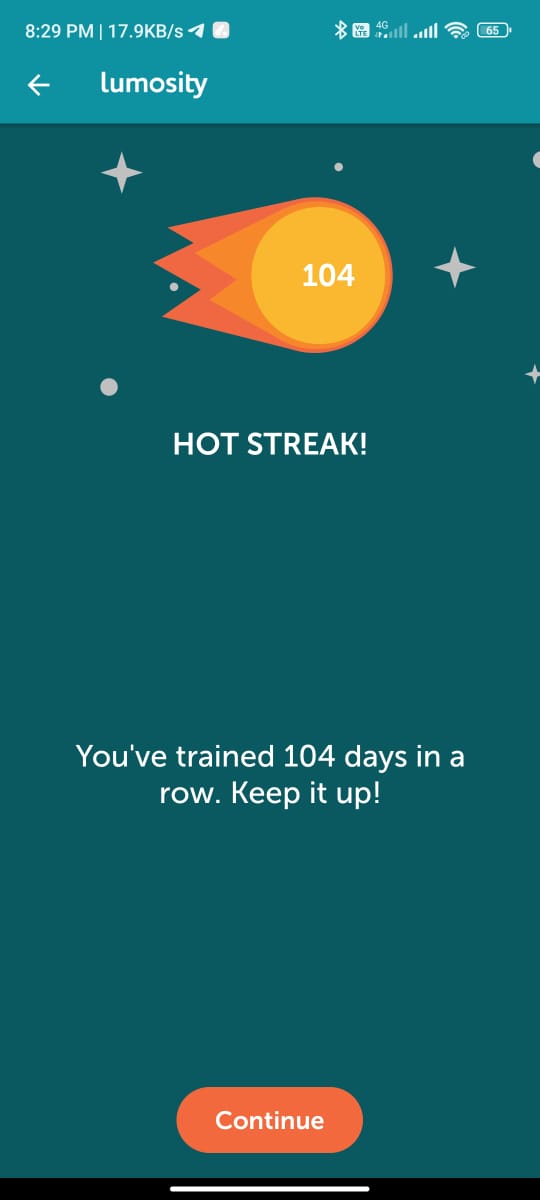 8:29 PM | 17.9KB/s
Vo LTE 4G 65
lumosity
104
HOT STREAK!
You've trained 104 days in a
row. Keep it up!
Continue